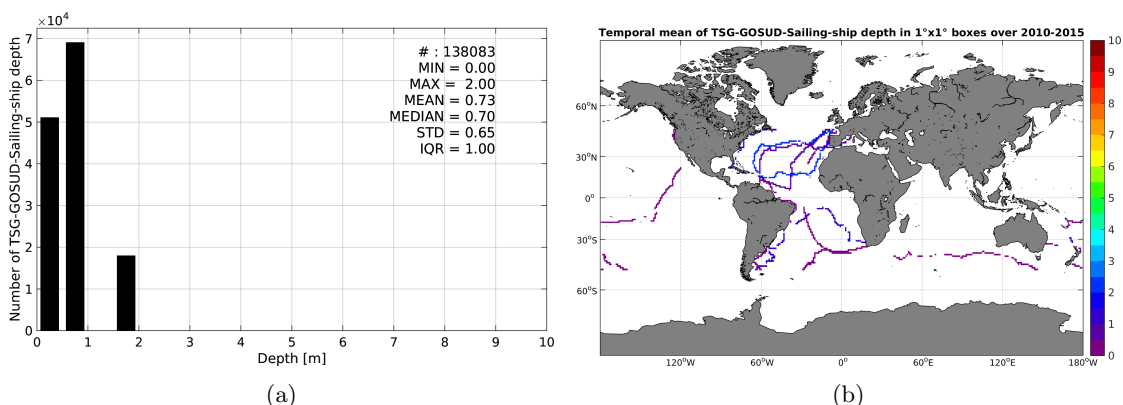 ×10⁴
Number of TSG-GOSUD-Sailing-ship depth
7
6
5
4
3
2
1
0
# : 138083
MIN = 0.00
MAX = 2.00
MEAN = 0.73
MEDIAN = 0.70
STD = 0.65
IQR = 1.00
0 1 2 3 4 5 6 7 8 9 10
Depth [m]
(a)
Temporal mean of TSG-GOSUD-Sailing-ship depth in 1°x1° boxes over 2010-2015
60°N
30°N
0°
30°S
60°S
120°W 60°W 0° 60°E 120°E 180°W
10
9
8
7
6
5
4
3
2
1
0
(b)